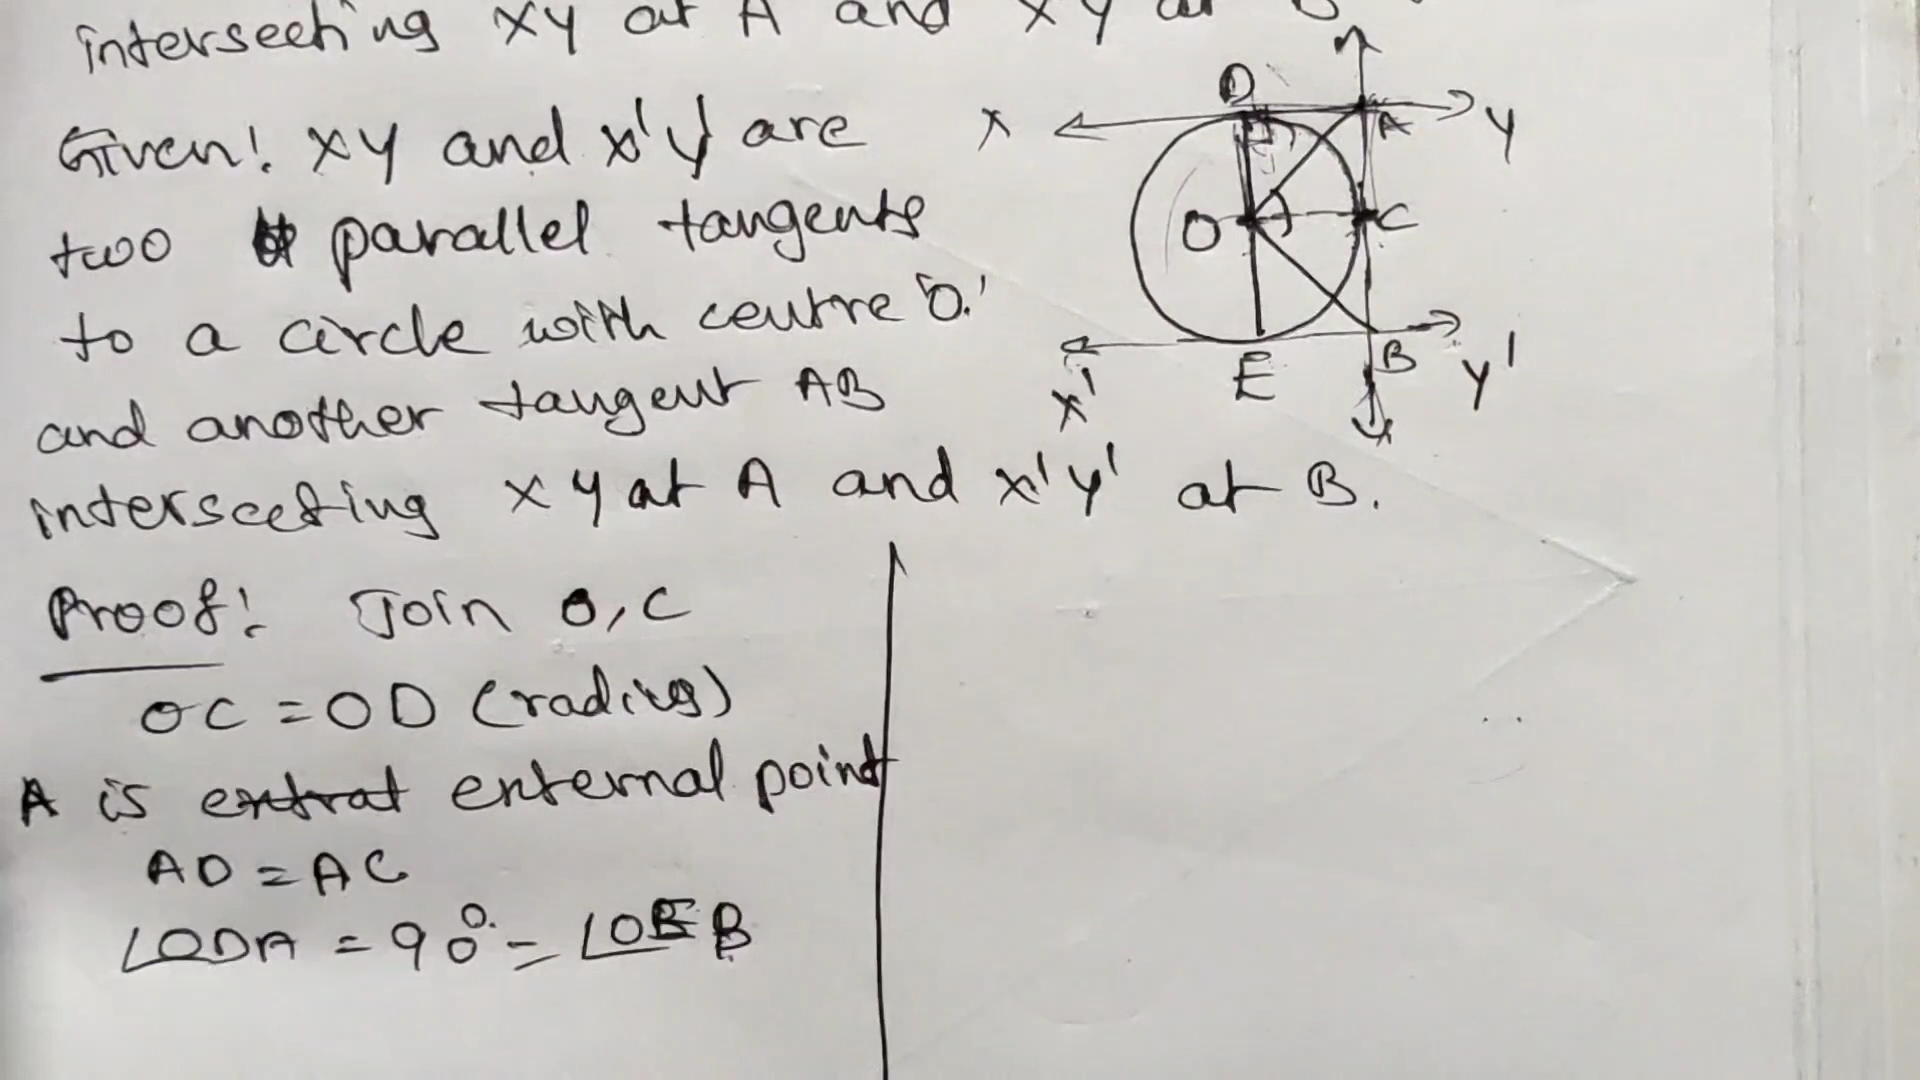 intersecting XY at A and X Y at B
Given! XY and X'Y' are
two parallel tangents
to a circle with centre 'O.'
and another tangent AB
intersecting XY at A and X'Y' at B.
Proof! Join O, C
OC = OD (radius)
A is extrat external point
AD = AC
∠ODA = 90° = ∠OEB
D
X
A
Y
O
C
E
B
X'
Y'